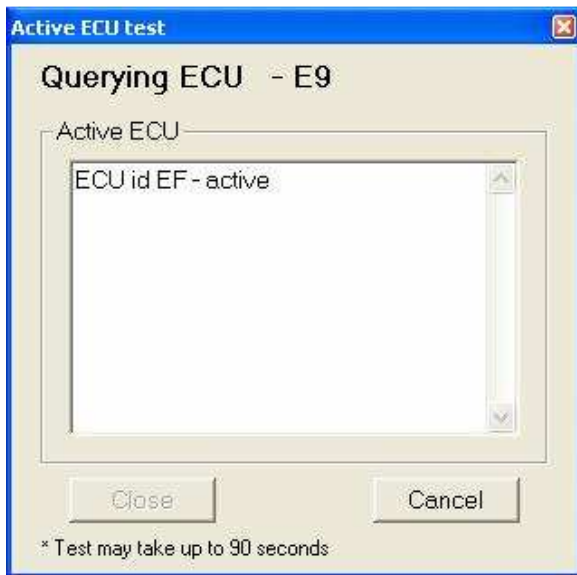 Active ECU test
Querying ECU - E9
Active ECU
ECU id EF - active
Close
Cancel
* Test may take up to 90 seconds